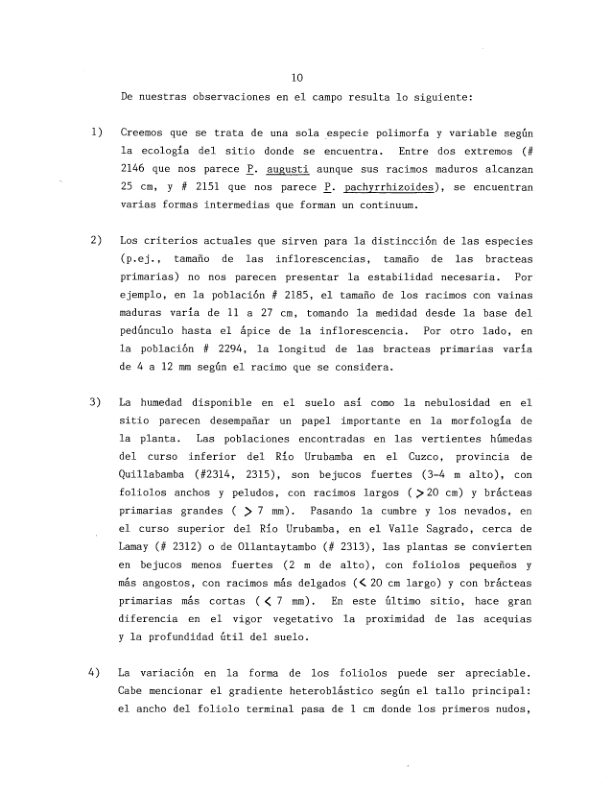 10
De nuestras observaciones en el campo resulta lo siguiente:
1) Creemos que se trata de una sola especie polimorfa y variable según
la ecología del sitio donde se encuentra. Entre dos extremos (#
2146 que nos parece P. augusti aunque sus racimos maduros alcanzan
25 cm, y # 2151 que nos parece P. pachyrrhizoides), se encuentran
varias formas intermedias que forman un continuum.
2) Los criterios actuales que sirven para la distincción de las especies
(p.ej., tamaño de las inflorescencias, tamaño de las bracteas
primarias) no nos parecen presentar la estabilidad necesaria. Por
ejemplo, en la población # 2185, el tamaño de los racimos con vainas
maduras varía de 11 a 27 cm, tomando la medidad desde la base del
pedúnculo hasta el ápice de la inflorescencia. Por otro lado, en
la población # 2294, la longitud de las bracteas primarias varía
de 4 a 12 mm según el racimo que se considera.
3) La humedad disponible en el suelo así como la nebulosidad en el
sitio parecen desempañar un papel importante en la morfología de
la planta. Las poblaciones encontradas en las vertientes húmedas
del curso inferior del Río Urubamba en el Cuzco, provincia de
Quillabamba (#2314, 2315), son bejucos fuertes (3-4 m alto), con
foliolos anchos y peludos, con racimos largos ( > 20 cm) y brácteas
primarias grandes ( > 7 mm). Pasando la cumbre y los nevados, en
el curso superior del Río Urubamba, en el Valle Sagrado, cerca de
Lamay (# 2312) o de Ollantaytambo (# 2313), las plantas se convierten
en bejucos menos fuertes (2 m de alto), con foliolos pequeños y
más angostos, con racimos más delgados (< 20 cm largo) y con brácteas
primarias más cortas ( < 7 mm). En este último sitio, hace gran
diferencia en el vigor vegetativo la proximidad de las acequias
y la profundidad útil del suelo.
4) La variación en la forma de los foliolos puede ser apreciable.
Cabe mencionar el gradiente heteroblástico según el tallo principal:
el ancho del foliolo terminal pasa de 1 cm donde los primeros nudos,